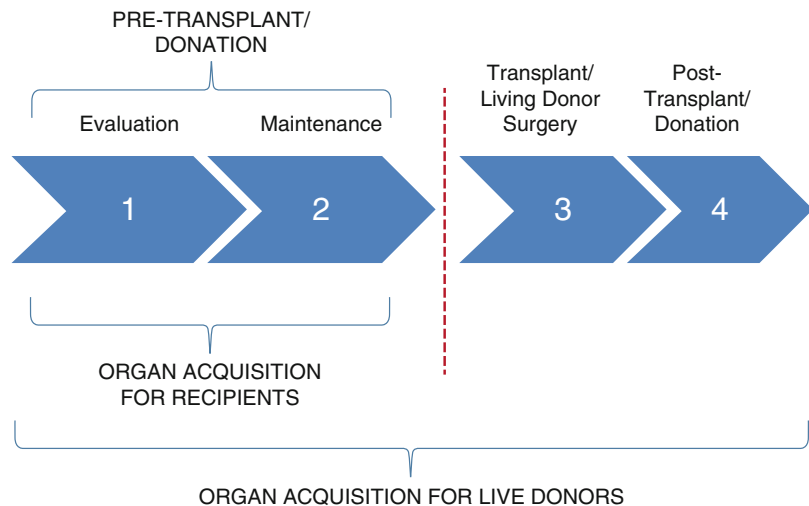 PRE-TRANSPLANT/
DONATION
Evaluation
Maintenance
Transplant/
Living Donor
Surgery
Post-
Transplant/
Donation
1
2
3
4
ORGAN ACQUISITION
FOR RECIPIENTS
ORGAN ACQUISITION FOR LIVE DONORS